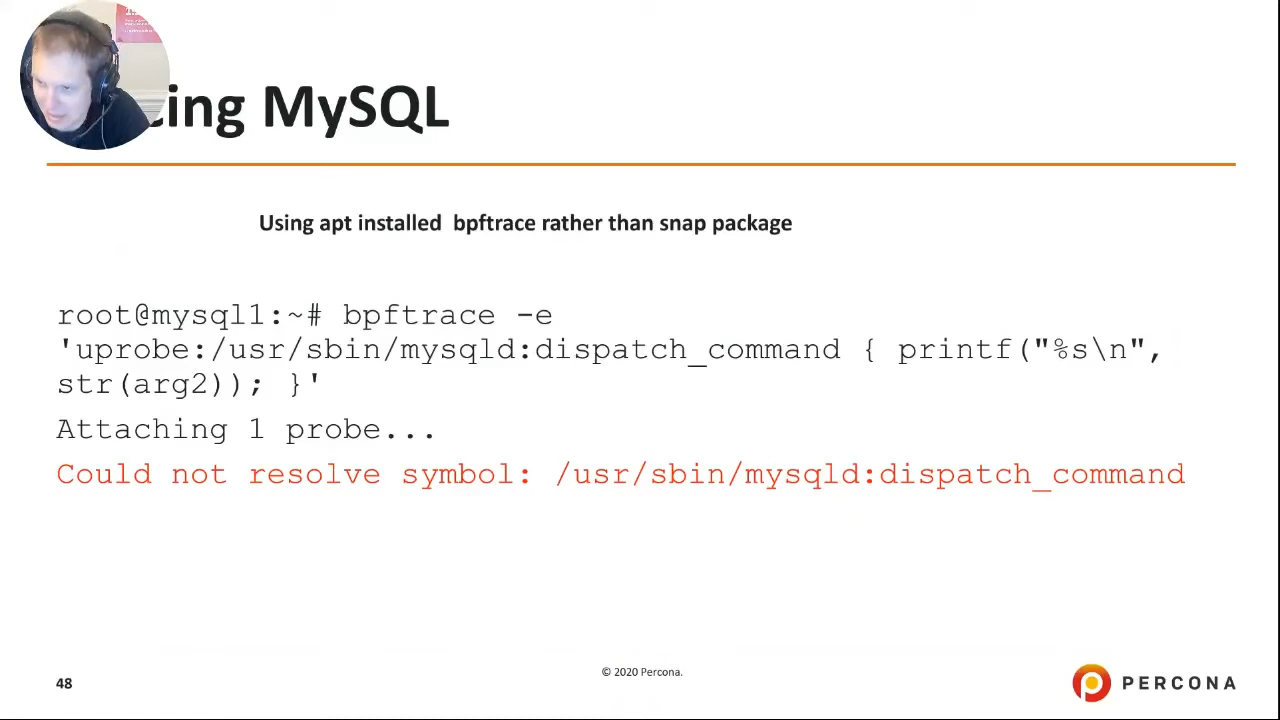 ing MySQL
Using apt installed bpftrace rather than snap package
root@mysql1:~# bpftrace -e
'uprobe:/usr/sbin/mysqld:dispatch_command { printf("%s\n",
str(arg2)); }'
Attaching 1 probe...
Could not resolve symbol: /usr/sbin/mysqld:dispatch_command
48
© 2020 Percona.
PERCONA